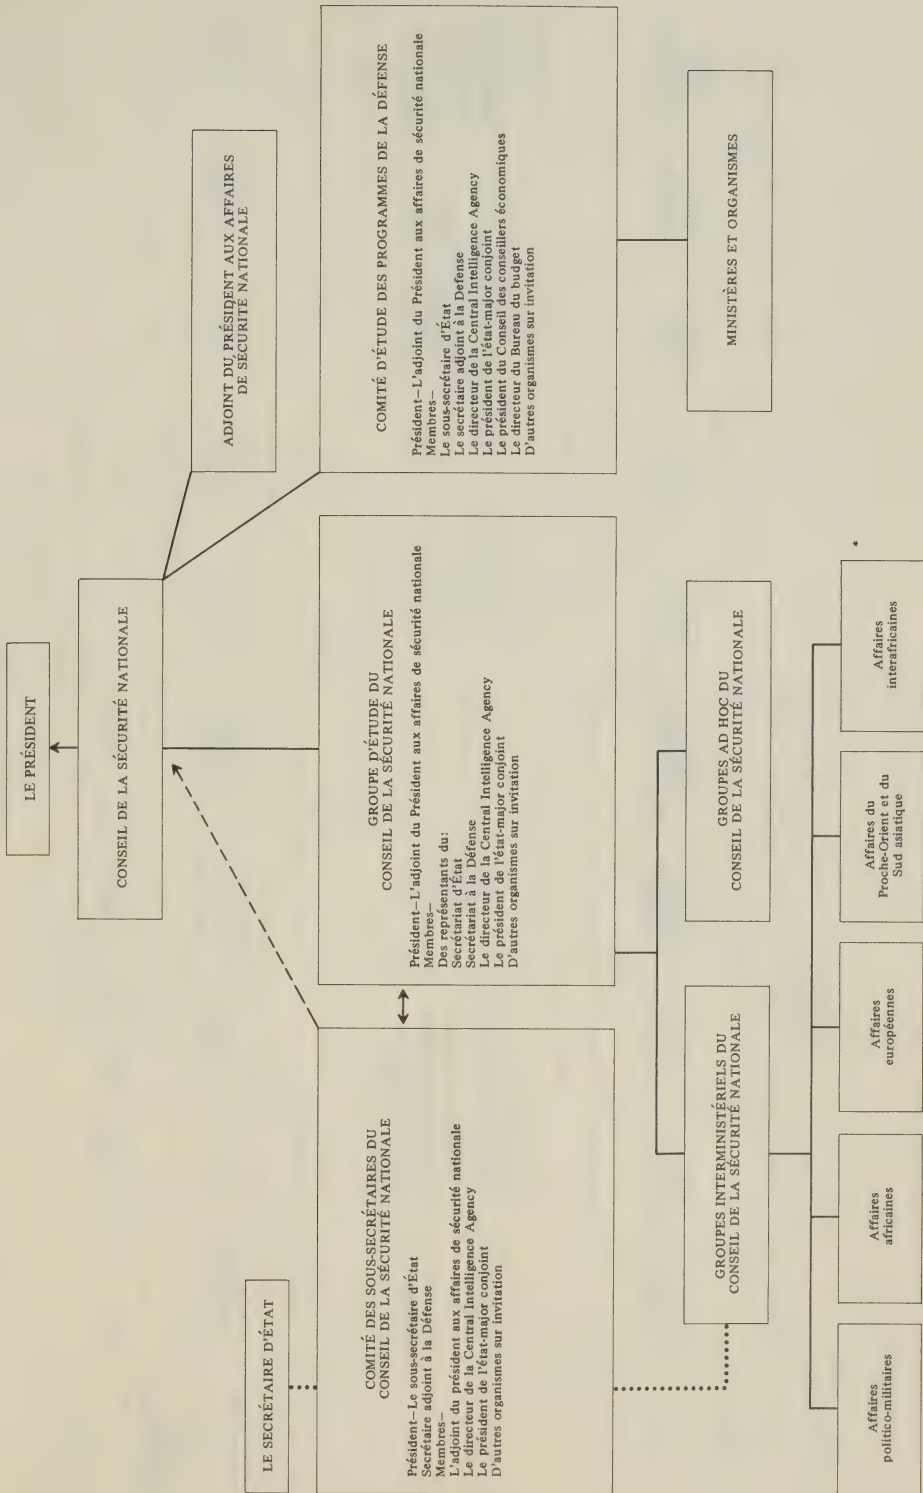 LE PRÉSIDENT
CONSEIL DE LA SÉCURITÉ NATIONALE
LE SECRÉTAIRE D'ÉTAT
ADJOINT DU PRÉSIDENT AUX AFFAIRES
DE SÉCURITÉ NATIONALE
COMITÉ DES SOUS-SECRÉTAIRES DU
CONSEIL DE LA SÉCURITÉ NATIONALE
Président—Le sous-secrétaire d'État
Secrétaire adjoint à la Défense
Membres—
L'adjoint du président aux affaires de sécurité nationale
Le directeur de la Central Intelligence Agency
Le président de l'état-major conjoint
D'autres organismes sur invitation
GROUPE D'ÉTUDE DU
CONSEIL DE LA SÉCURITÉ NATIONALE
Président—L'adjoint du Président aux affaires de sécurité nationale
Membres—
Des représentants du:
Secrétariat d'État
Secrétariat à la Défense
Le directeur de la Central Intelligence Agency
Le président de l'état-major conjoint
D'autres organismes sur invitation
COMITÉ D'ÉTUDE DES PROGRAMMES DE LA DÉFENSE
Président—L'adjoint du Président aux affaires de sécurité nationale
Membres—
Le sous-secrétaire d'État
Le secrétaire adjoint à la Defense
Le directeur de la Central Intelligence Agency
Le président de l'état-major conjoint
Le président du Conseil des conseillers économiques
Le directeur du Bureau du budget
D'autres organismes sur invitation
GROUPES INTERMINISTÉRIELS DU
CONSEIL DE LA SÉCURITÉ NATIONALE
GROUPES AD HOC DU
CONSEIL DE LA SÉCURITÉ NATIONALE
MINISTÈRES ET ORGANISMES
Affaires
politico-militaires
Affaires
africaines
Affaires
européennes
Affaires du
Proche-Orient et du
Sud asiatique
Affaires
interafricaines
*